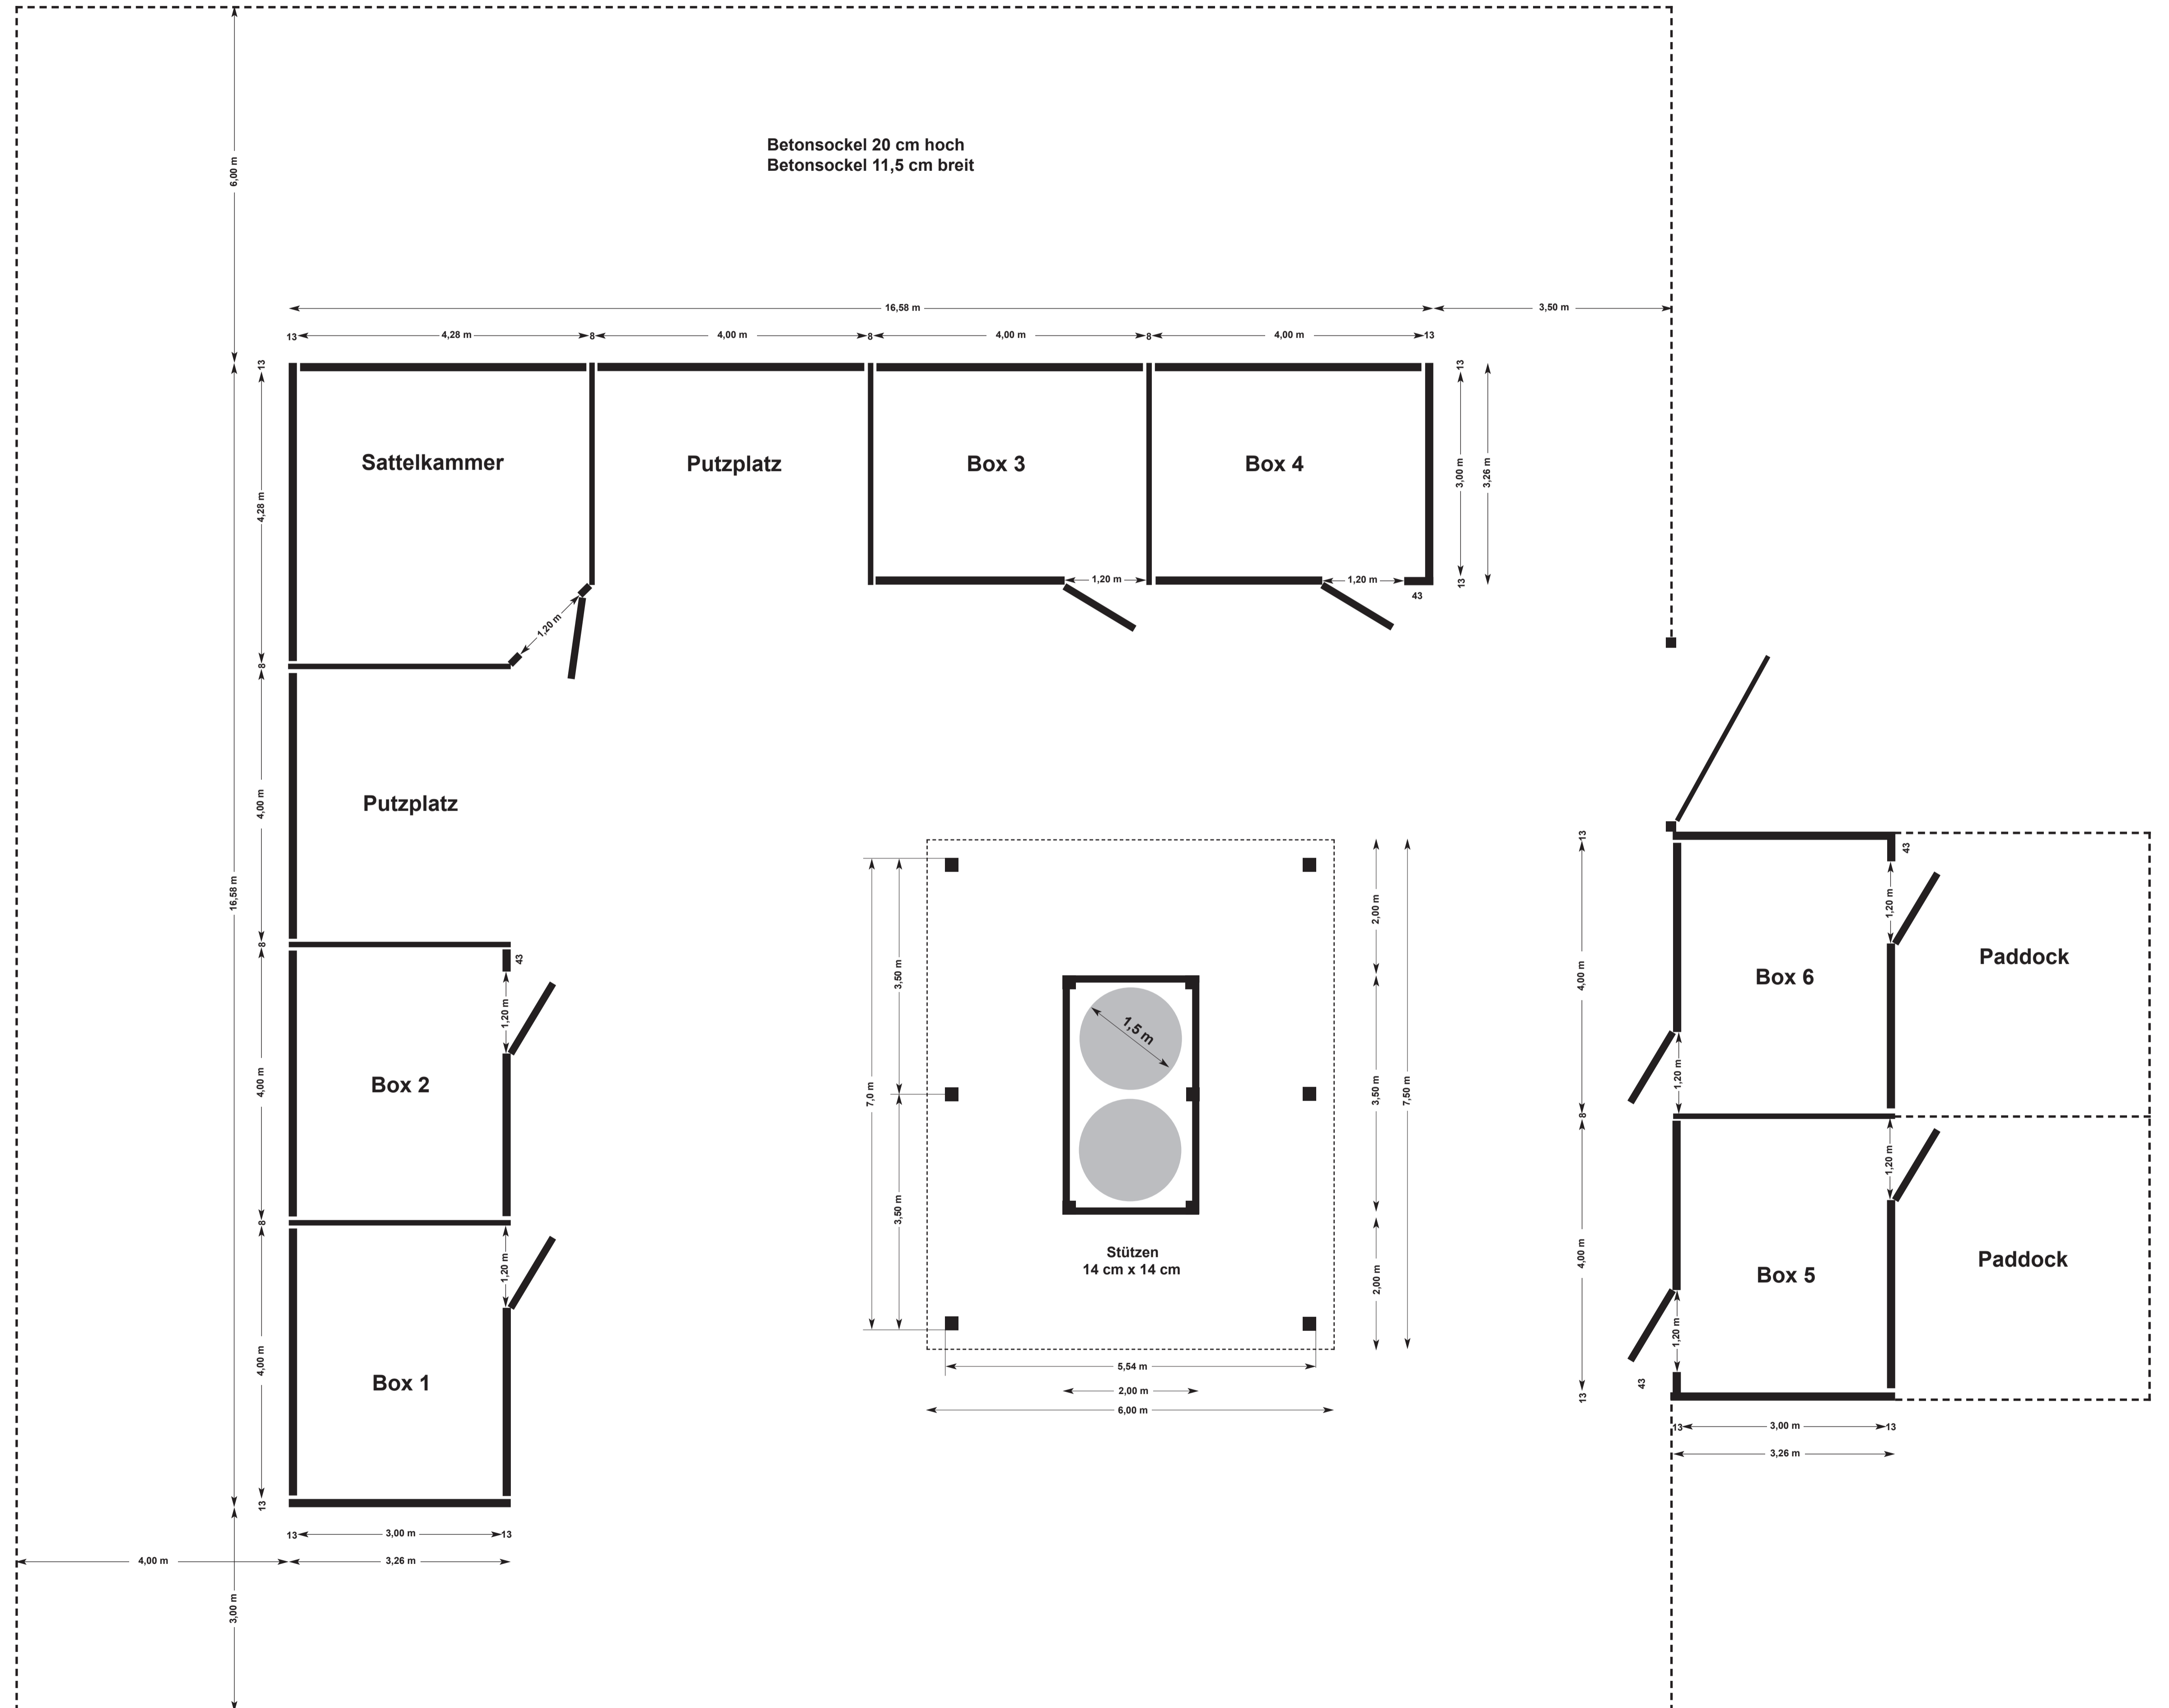 Betonsockel 20 cm hoch
Betonsockel 11,5 cm breit
6,00 m
16,58 m
3,50 m
13
4,28 m
8
4,00 m
8
4,00 m
8
4,00 m
13
13
4,28 m
8
4,00 m
8
4,00 m
8
4,00 m
13
16,58 m
Sattelkammer
Putzplatz
Box 3
Box 4
13
3,00 m
13
3,26 m
1,20 m
1,20 m
1,20 m
43
Putzplatz
Box 2
43
1,20 m
Box 1
1,20 m
13
3,00 m
13
4,00 m
3,26 m
3,00 m
7,0 m
3,50 m
3,50 m
1,5 m
Stützen
14 cm x 14 cm
2,00 m
3,50 m
2,00 m
7,50 m
5,54 m
2,00 m
6,00 m
13
4,00 m
8
4,00 m
13
43
1,20 m
Box 6
Paddock
1,20 m
1,20 m
Box 5
Paddock
1,20 m
43
13
3,00 m
13
3,26 m